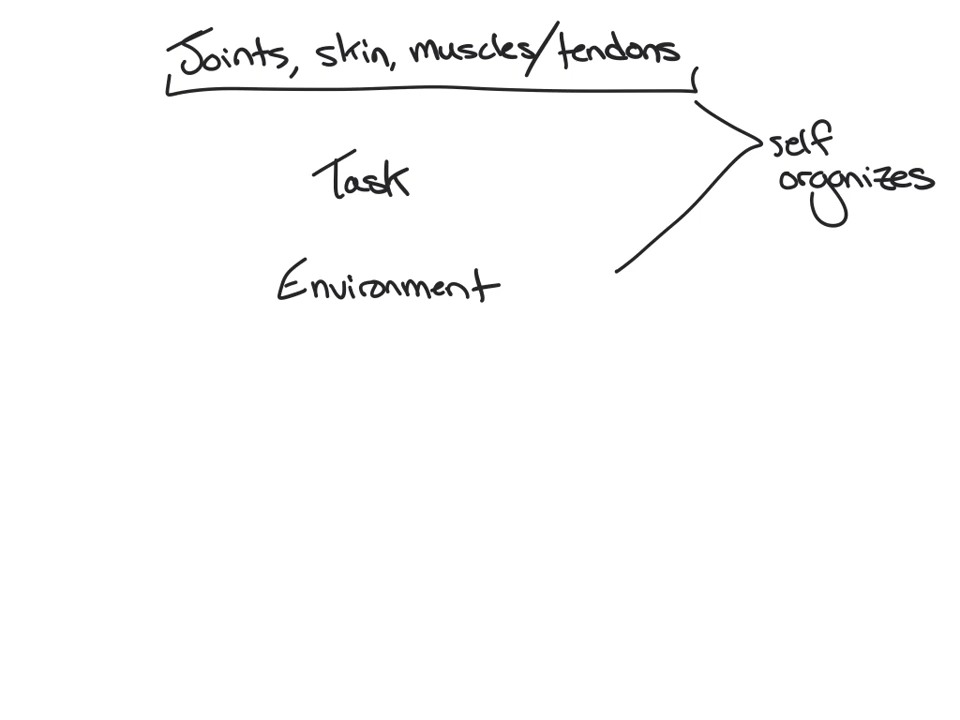 Joints, skin, muscles/tendons
self
organizes
Task
Environment